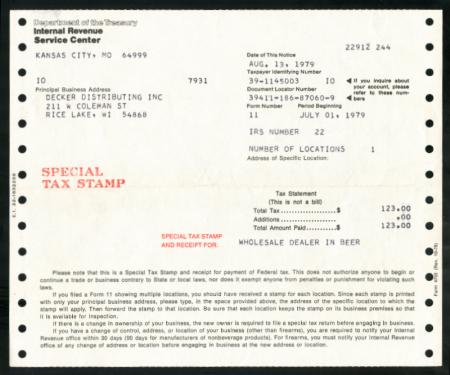 Department of the Treasury
Internal Revenue
Service Center
22912 244
KANSAS CITY, MO 64999
Date of This Notice
AUG. 13, 1979
Taxpayer Identifying Number
IO 7931
39-1145003 IO
If you inquire about your account, please refer to these numbers
Principal Business Address
Document Locator Number
DECKER DISTRIBUTING INC
39411-186-87060-9
211 W COLEMAN ST
Form Number Period Beginning
RICE LAKE, WI 54868
11 JULY 01, 1979
IRS NUMBER 22
NUMBER OF LOCATIONS 1
Address of Specific Location:
SPECIAL
TAX STAMP
Tax Statement
(This is not a bill)
Total Tax....................$ 123.00
Additions.................... .00
Total Amount Paid..........$ 123.00
SPECIAL TAX STAMP
AND RECEIPT FOR:
WHOLESALE DEALER IN BEER
Please note that this is a Special Tax Stamp and receipt for payment of Federal tax. This does not authorize anyone to begin or
continue a trade or business contrary to State or local laws, nor does it exempt anyone from penalties or punishment for violating such
laws.
If you filed a Form 11 showing multiple locations, you should have received a stamp for each location. Since each stamp is printed
with only your principal business address, please type, in the space provided above, the address of the specific location to which the
stamp will apply. Then forward the stamp to that location. Be sure that each location keeps the stamp on its business premises so that
it is available for inspection.
If there is a change in ownership of your business, the new owner is required to file a special tax return before engaging in business.
If you have a change of control, address, or location of your business (other than firearms), you are required to notify your Internal
Revenue office within 30 days (90 days for manufacturers of nonbeverage products). For firearms, you must notify your Internal Revenue
office of any change of address or location before engaging in business at the new address or location.